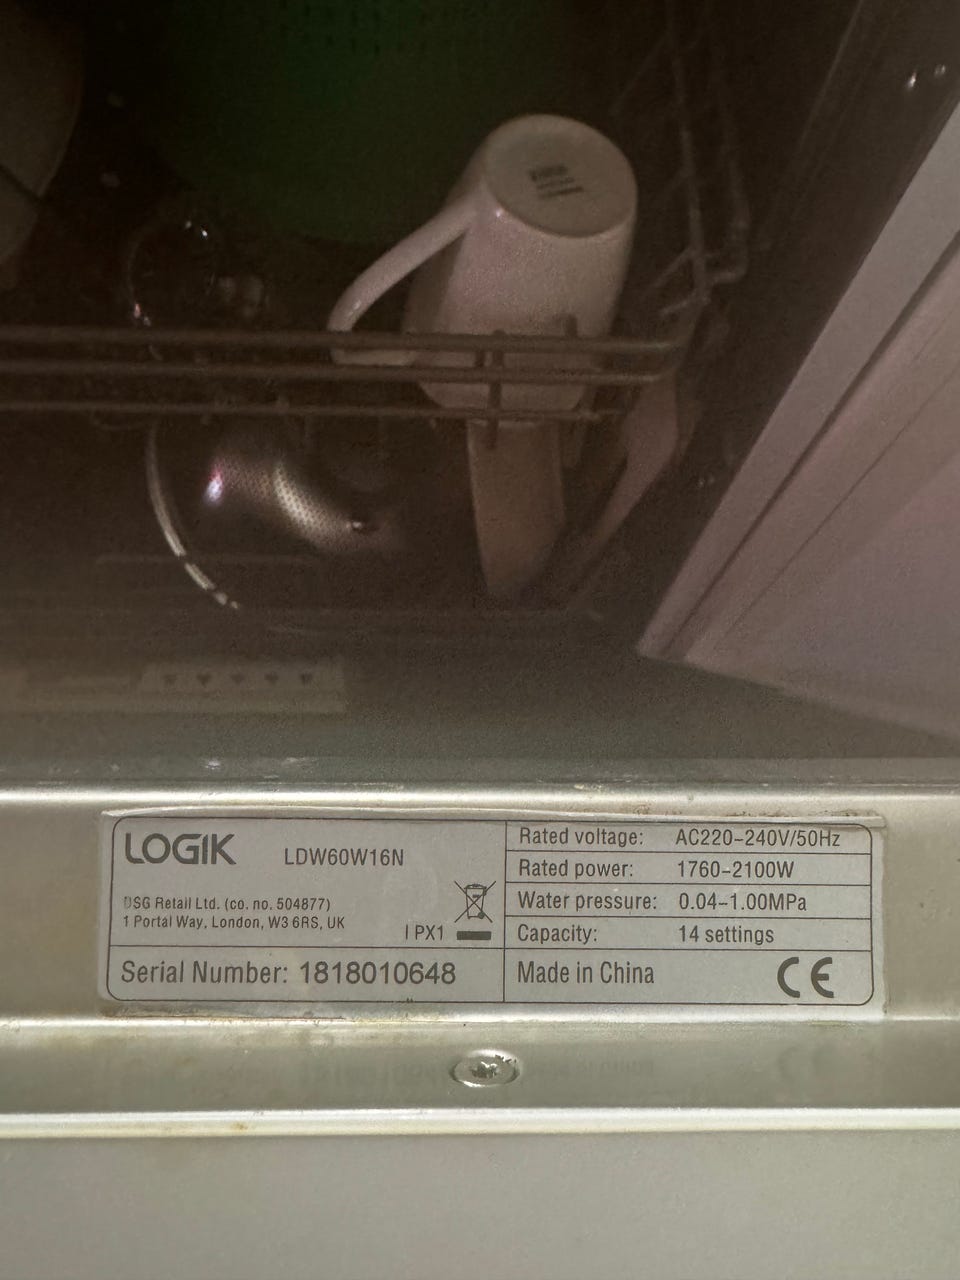 LOGIK LDW60W16N
DSG Retail Ltd. (co. no. 504877)
1 Portal Way, London, W3 6RS, UK
IPX1
Serial Number: 1818010648
Rated voltage: AC220-240V/50Hz
Rated power: 1760-2100W
Water pressure: 0.04-1.00MPa
Capacity: 14 settings
Made in China CE